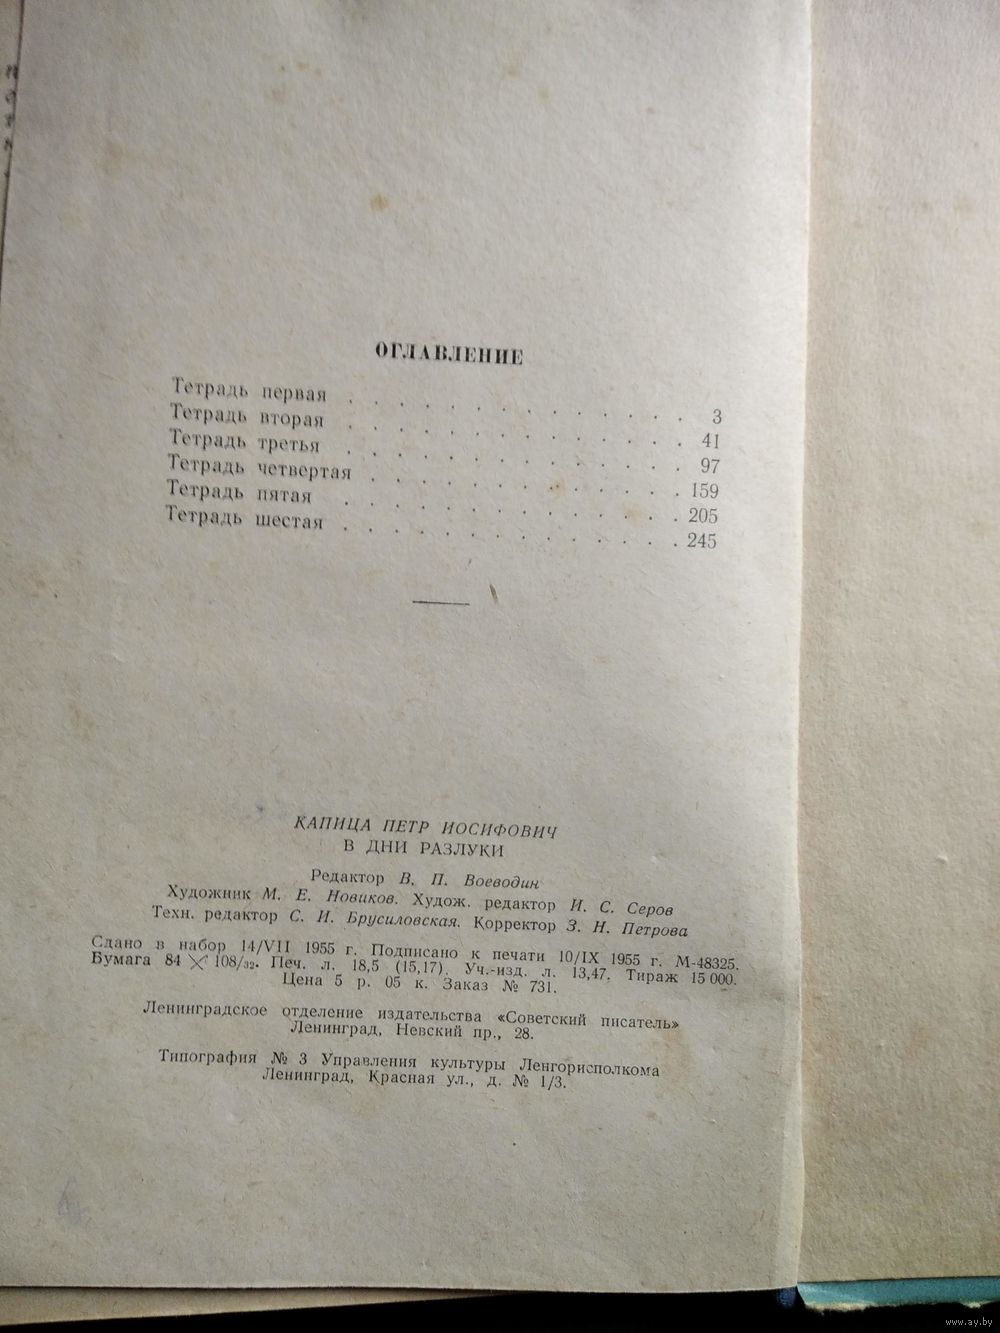 ОГЛАВЛЕНИЕ
Тетрадь первая . . . . . . . . . . . . . . 3
Тетрадь вторая . . . . . . . . . . . . . . 41
Тетрадь третья . . . . . . . . . . . . . . 97
Тетрадь четвертая . . . . . . . . . . . . . 159
Тетрадь пятая . . . . . . . . . . . . . . 205
Тетрадь шестая . . . . . . . . . . . . . . 245
КАПИЦА ПЕТР ИОСИФОВИЧ
В ДНИ РАЗЛУКИ
Редактор В. П. Воеводин
Художник М. Е. Новиков. Худож. редактор И. С. Серов
Техн. редактор С. И. Брусиловская. Корректор З. Н. Петрова
Сдано в набор 14/VII 1955 г. Подписано к печати 10/IX 1955 г. М-48325.
Бумага 84 × 108/32. Печ. л. 18,5 (15,17). Уч.-изд. л. 13,47. Тираж 15 000.
Цена 5 р. 05 к. Заказ № 731.
Ленинградское отделение издательства «Советский писатель»
Ленинград, Невский пр., 28.
Типография № 3 Управления культуры Ленгорисполкома
Ленинград, Красная ул., д. № 1/3.
www.ay.by